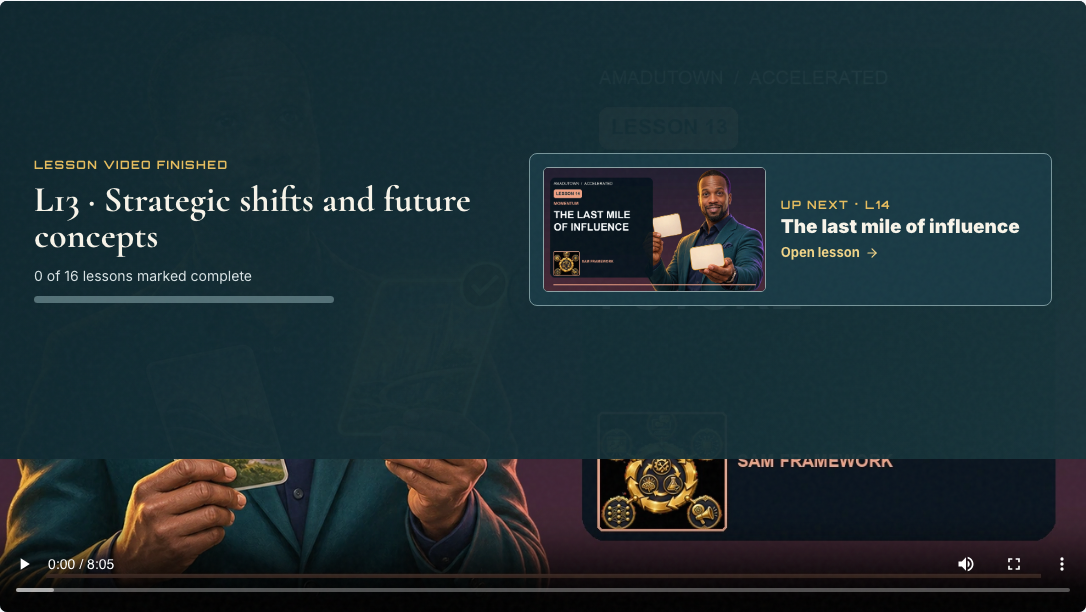 AMADUTOWN / ACCELERATED
LESSON 13
LESSON VIDEO FINISHED
L13 · Strategic shifts and future
concepts
0 of 16 lessons marked complete
AMADUTOWN / ACCELERATED
LESSON 14
MOMENTUM
THE LAST MILE
OF INFLUENCE
SAM FRAMEWORK
UP NEXT · L14
The last mile of influence
Open lesson →
FUTURE
SAM FRAMEWORK
0:00 / 8:05